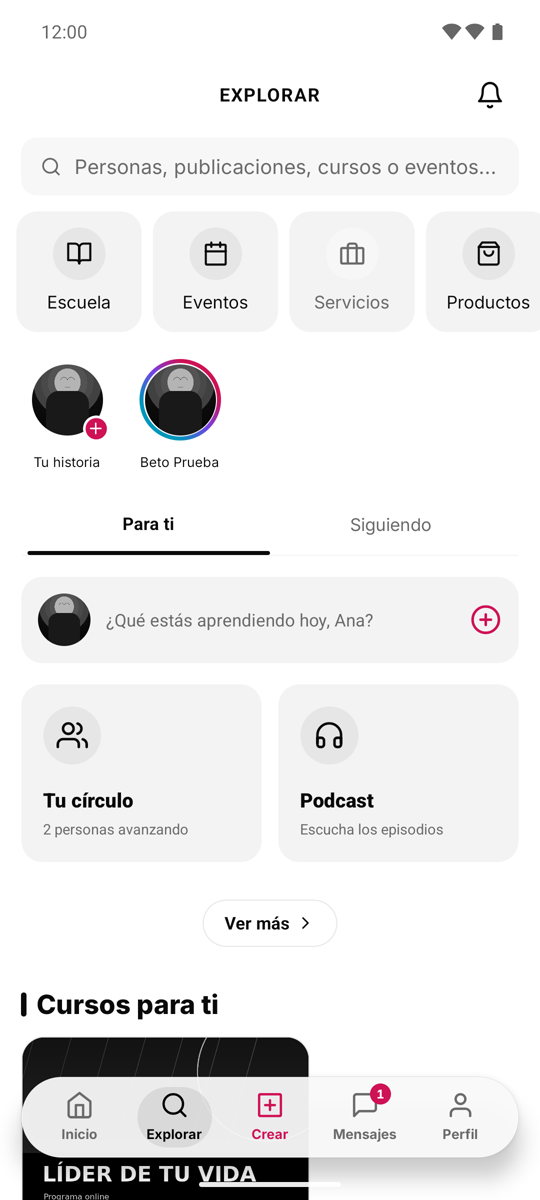 12:00
EXPLORAR
Personas, publicaciones, cursos o eventos...
Escuela
Eventos
Servicios
Productos
Tu historia
Beto Prueba
Para ti
Siguiendo
¿Qué estás aprendiendo hoy, Ana?
Tu círculo
2 personas avanzando
Podcast
Escucha los episodios
Ver más
Cursos para ti
1
Inicio
Explorar
Crear
Mensajes
Perfil
LÍDER DE TU VIDA
Programa online